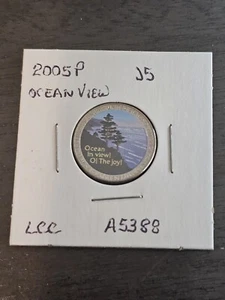 2005P J5
OCEAN VIEW
Ocean
in view!
O! The Joy!
LCC A5388